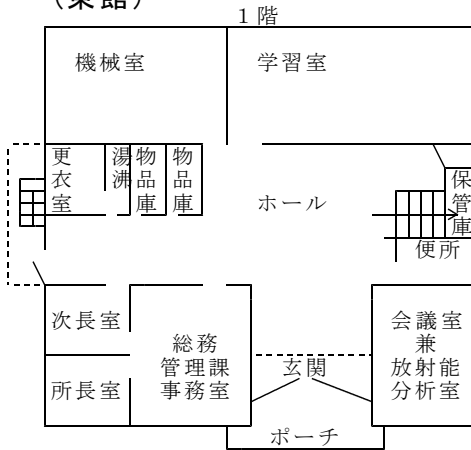 (東館)
1階
機械室
学習室
更衣室
湯沸
物品庫
物品庫
ホール
保管庫
便所
次長室
総務
管理課
事務室
所長室
玄関
会議室
兼
放射能
分析室
ポーチ